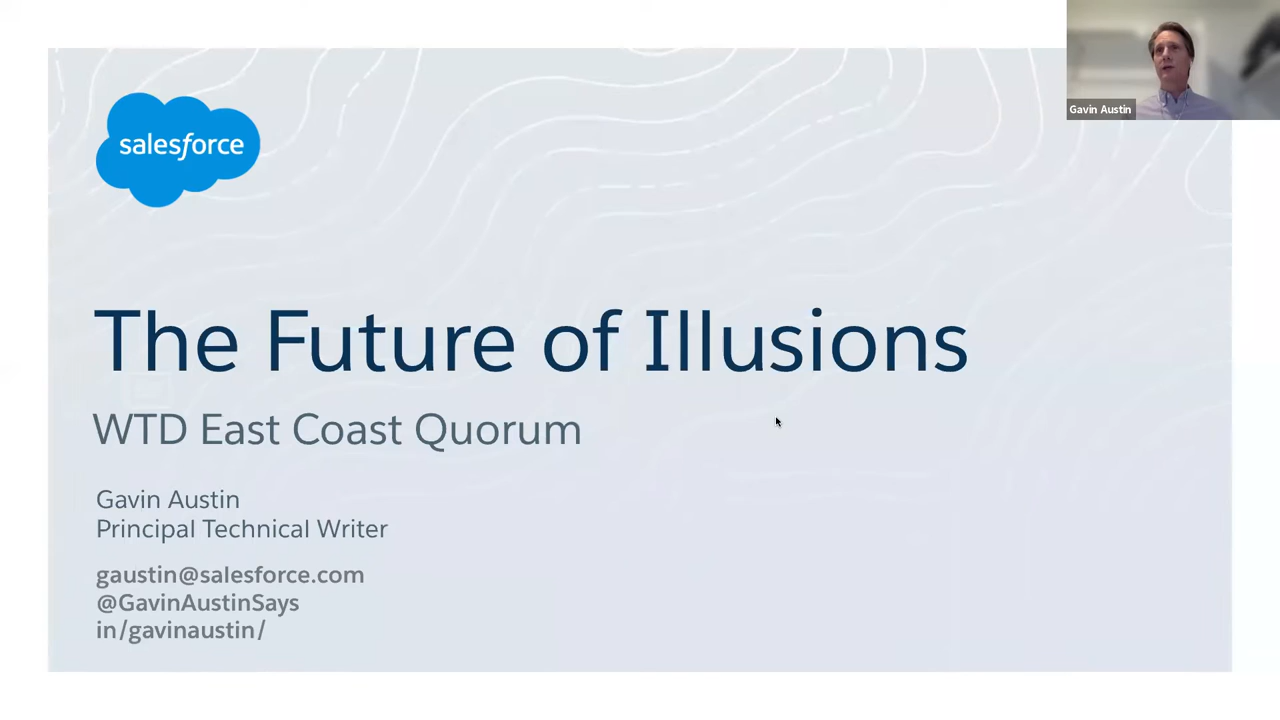 Gavin Austin
salesforce
The Future of Illusions
WTD East Coast Quorum
Gavin Austin
Principal Technical Writer
gaustin@salesforce.com
@GavinAustinSays
in/gavinaustin/